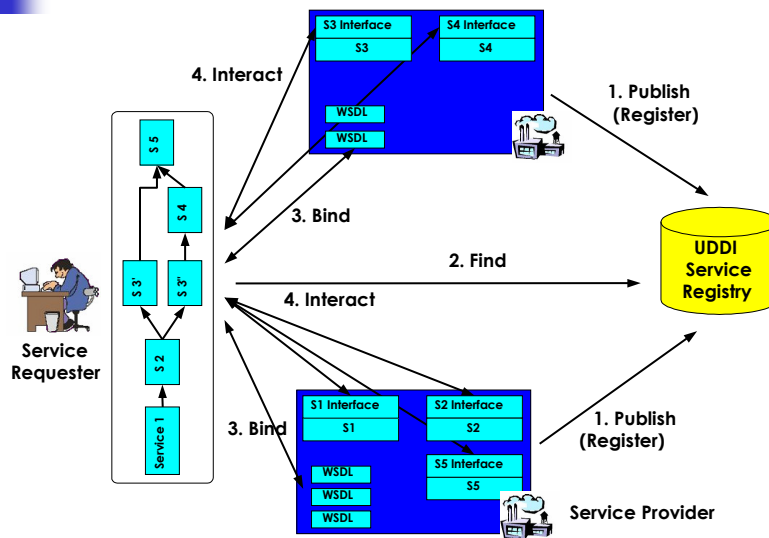 S3 Interface
S3
S4 Interface
S4
4. Interact
1. Publish
(Register)
WSDL
WSDL
S 5
S 4
3. Bind
S 3'
S 3"
2. Find
UDDI
Service
Registry
4. Interact
Service
Requester
S 2
Service 1
3. Bind
S1 Interface
S1
S2 Interface
S2
1. Publish
(Register)
S5 Interface
S5
WSDL
WSDL
WSDL
Service Provider